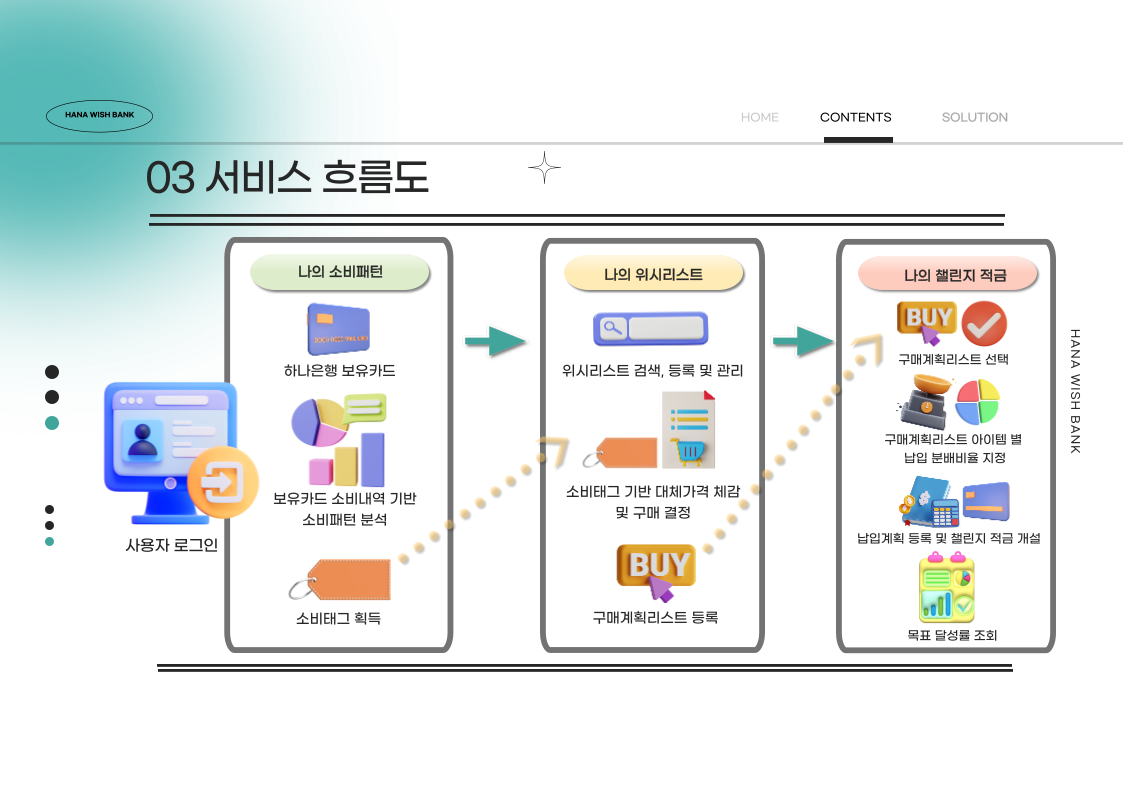 HANA WISH BANK
HOME
CONTENTS
SOLUTION
03 서비스 흐름도
사용자 로그인
나의 소비패턴
하나은행 보유카드
보유카드 소비내역 기반
소비패턴 분석
소비태그 획득
나의 위시리스트
위시리스트 검색, 등록 및 관리
소비태그 기반 대체가격 체감
및 구매 결정
BUY
구매계획리스트 등록
나의 챌린지 적금
BUY
구매계획리스트 선택
구매계획리스트 아이템 별
납입 분배비율 지정
납입계획 등록 및 챌린지 적금 개설
목표 달성률 조회
HANA WISH BANK